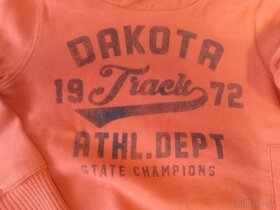 DAKOTA
19 Track 72
ATHL.DEPT
STATE CHAMPIONS